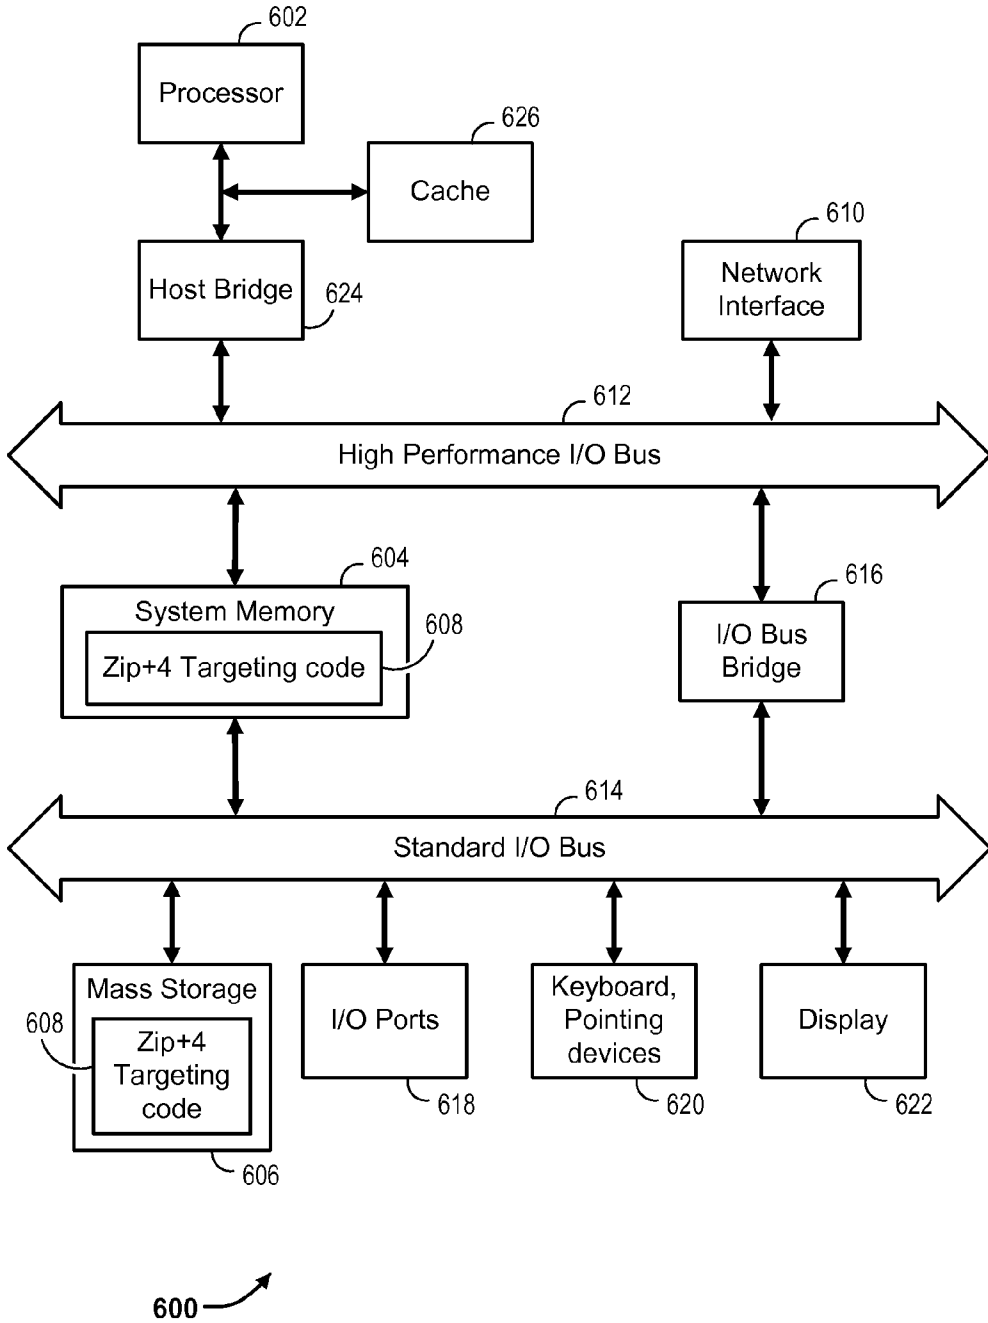 602
Processor
626
Cache
610
Host Bridge
624
Network
Interface
612
High Performance I/O Bus
604
System Memory
608
Zip+4 Targeting code
616
I/O Bus
Bridge
614
Standard I/O Bus
Mass Storage
608
Zip+4
Targeting
code
606
I/O Ports
618
Keyboard,
Pointing
devices
620
Display
622
600